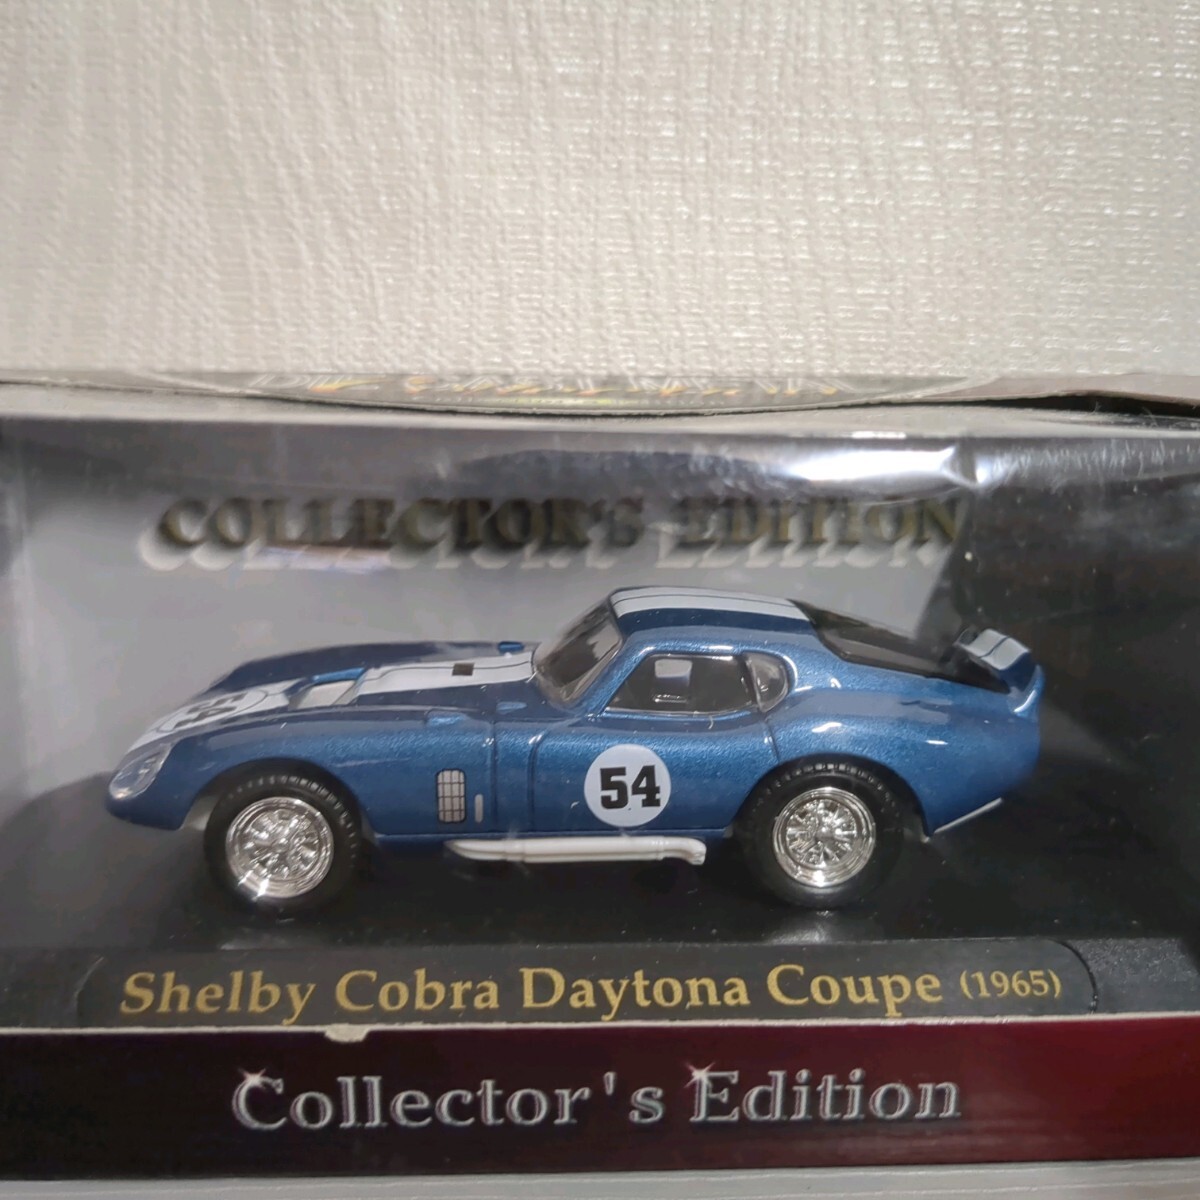 COLLECTOR'S EDITION
54
Shelby Cobra Daytona Coupe (1965)
Collector's Edition